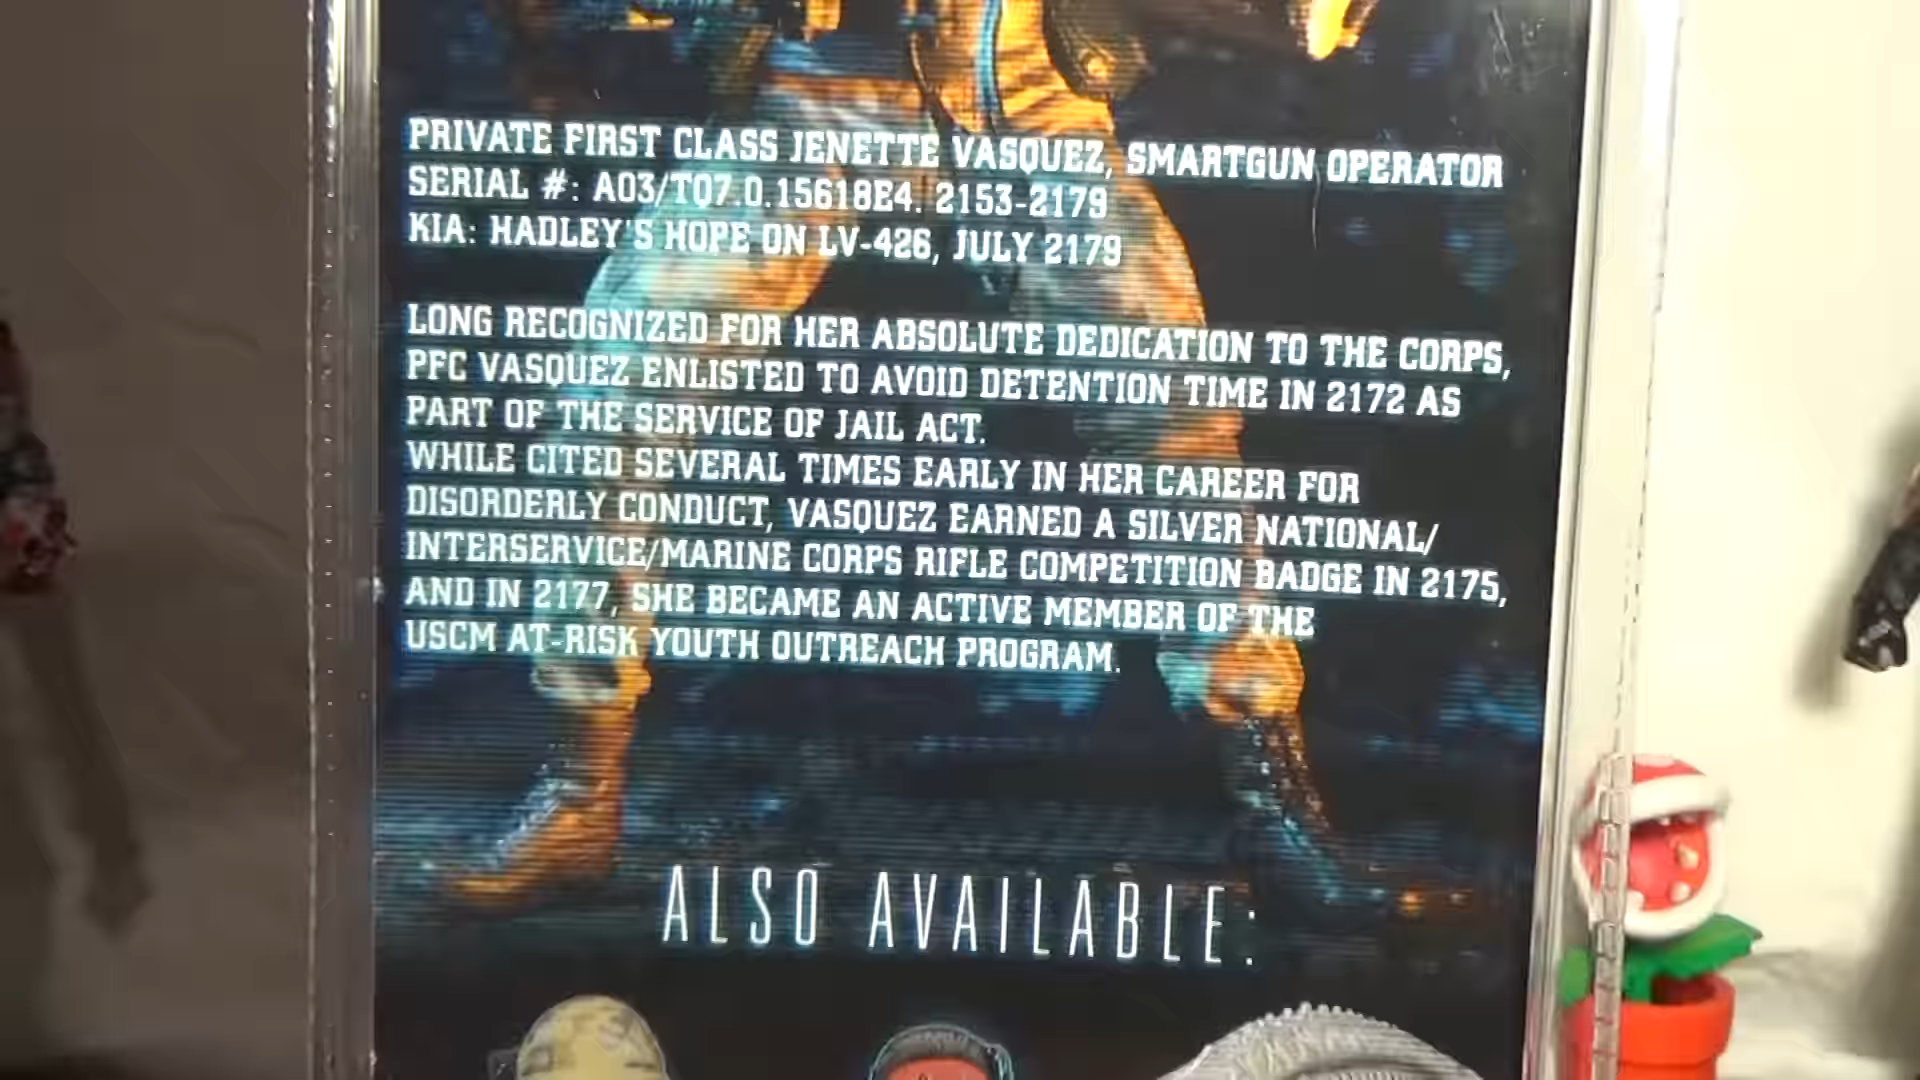 PRIVATE FIRST CLASS JENETTE VASQUEZ, SMARTGUN OPERATOR
SERIAL #: A03/TQ7.0.15618E4. 2153-2179
KIA: HADLEY'S HOPE ON LV-426, JULY 2179
LONG RECOGNIZED FOR HER ABSOLUTE DEDICATION TO THE CORPS,
PFC VASQUEZ ENLISTED TO AVOID DETENTION TIME IN 2172 AS
PART OF THE SERVICE OF JAIL ACT.
WHILE CITED SEVERAL TIMES EARLY IN HER CAREER FOR
DISORDERLY CONDUCT, VASQUEZ EARNED A SILVER NATIONAL/
INTERSERVICE/MARINE CORPS RIFLE COMPETITION BADGE IN 2175,
AND IN 2177, SHE BECAME AN ACTIVE MEMBER OF THE
USCM AT-RISK YOUTH OUTREACH PROGRAM.
ALSO AVAILABLE: